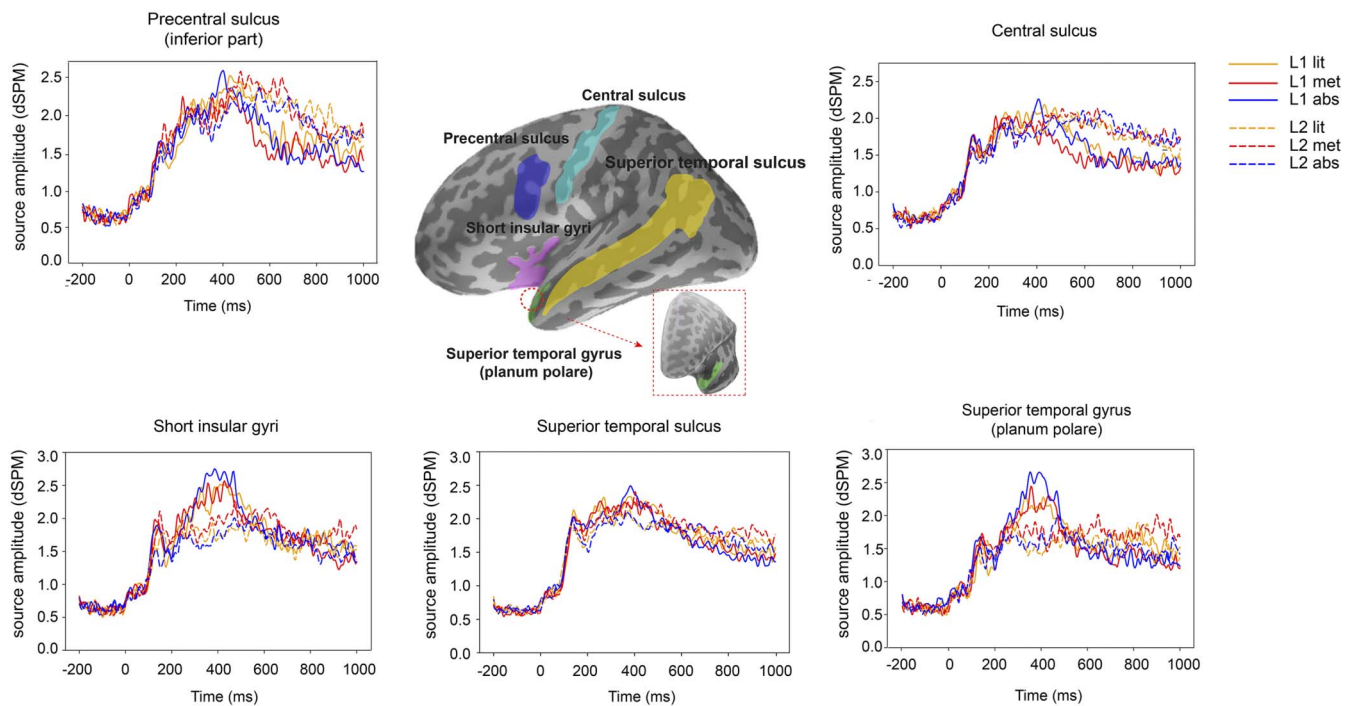 Precentral sulcus
(inferior part)
source amplitude (dSPM)
2.5
2.0
1.5
1.0
0.5
0.0
-200 0 200 400 600 800 1000
Time (ms)
Central sulcus
Precentral sulcus
Superior temporal sulcus
Short insular gyri
Superior temporal gyrus
(planum polare)
Central sulcus
source amplitude (dSPM)
2.5
2.0
1.5
1.0
0.5
0.0
-200 0 200 400 600 800 1000
Time (ms)
L1 lit
L1 met
L1 abs
L2 lit
L2 met
L2 abs
Short insular gyri
source amplitude (dSPM)
3.0
2.5
2.0
1.5
1.0
0.5
0.0
-200 0 200 400 600 800 1000
Time (ms)
Superior temporal sulcus
source amplitude (dSPM)
3.0
2.5
2.0
1.5
1.0
0.5
0.0
-200 0 200 400 600 800 1000
Time (ms)
Superior temporal gyrus
(planum polare)
source amplitude (dSPM)
3.0
2.5
2.0
1.5
1.0
0.5
0.0
-200 0 200 400 600 800 1000
Time (ms)